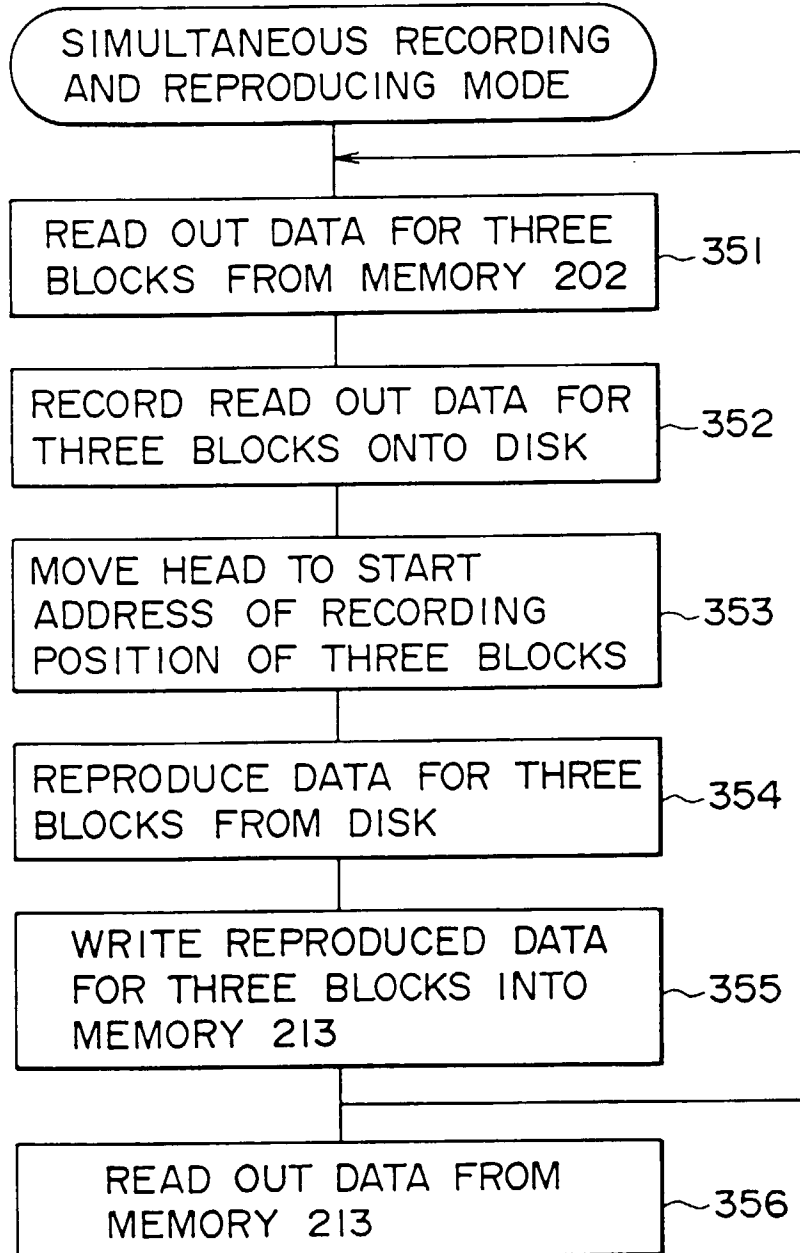 SIMULTANEOUS RECORDING
AND REPRODUCING MODE
READ OUT DATA FOR THREE
BLOCKS FROM MEMORY 202
351
RECORD READ OUT DATA FOR
THREE BLOCKS ONTO DISK
352
MOVE HEAD TO START
ADDRESS OF RECORDING
POSITION OF THREE BLOCKS
353
REPRODUCE DATA FOR THREE
BLOCKS FROM DISK
354
WRITE REPRODUCED DATA
FOR THREE BLOCKS INTO
MEMORY 213
355
READ OUT DATA FROM
MEMORY 213
356